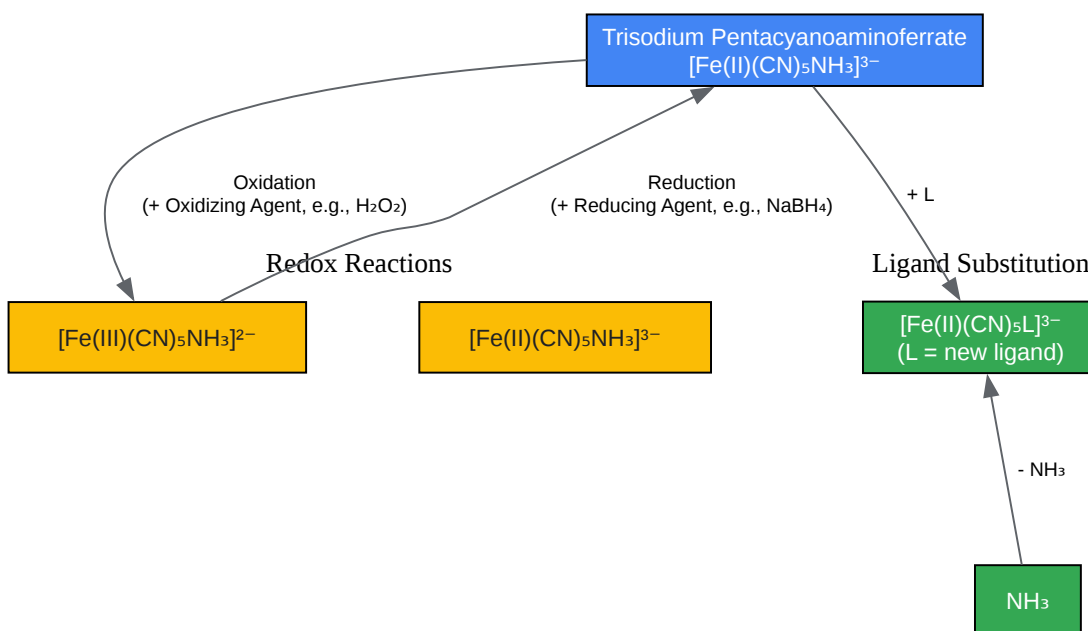 Trisodium Pentacyanoaminoferrate
[Fe(II)(CN)₅NH₃]³⁻
Oxidation
(+ Oxidizing Agent, e.g., H₂O₂)
Reduction
(+ Reducing Agent, e.g., NaBH₄)
+ L
Redox Reactions
Ligand Substitution
[Fe(III)(CN)₅NH₃]²⁻
[Fe(II)(CN)₅NH₃]³⁻
[Fe(II)(CN)₅L]³⁻
(L = new ligand)
- NH₃
NH₃